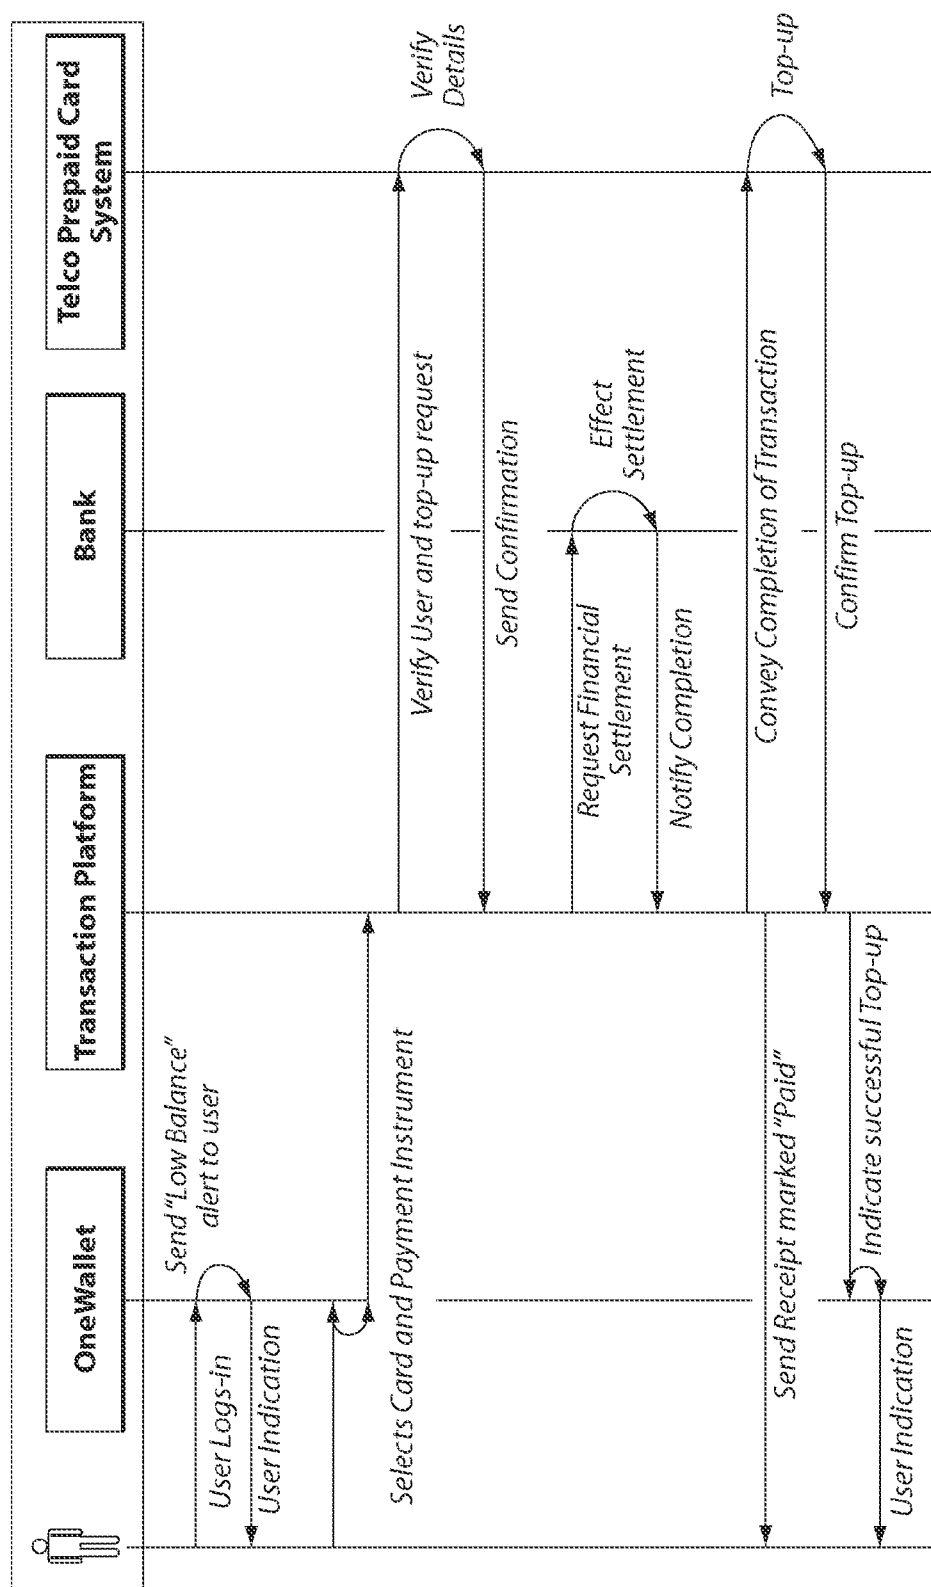 OneWallet
Transaction Platform
Bank
Telco Prepaid Card
System
Send "Low Balance"
alert to user
User Logs-in
User Indication
Selects Card and Payment Instrument
Verify User and top-up request
Verify
Details
Send Confirmation
Request Financial
Settlement
Effect
Settlement
Notify Completion
Convey Completion of Transaction
Top-up
Send Receipt marked "Paid"
Confirm Top-up
Indicate successful Top-up
User Indication